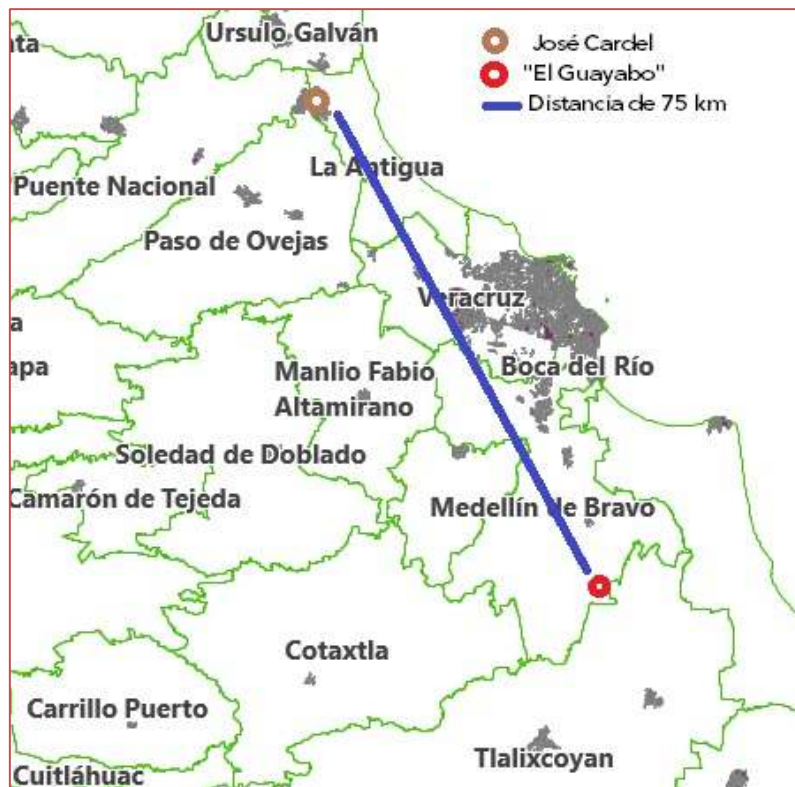 Ursulo Galván
José Cardel
"El Guayabo"
Distancia de 75 km
ata
La Antigua
Puente Nacional
Paso de Ovejas
Veracruz
a
apa
Manlio Fabio
Altamirano
Boca del Río
Soledad de Doblado
Camarón de Tejeda
Medellín de Bravo
Cotaxtla
Carrillo Puerto
Tlalixcoyan
Cuitláhuac